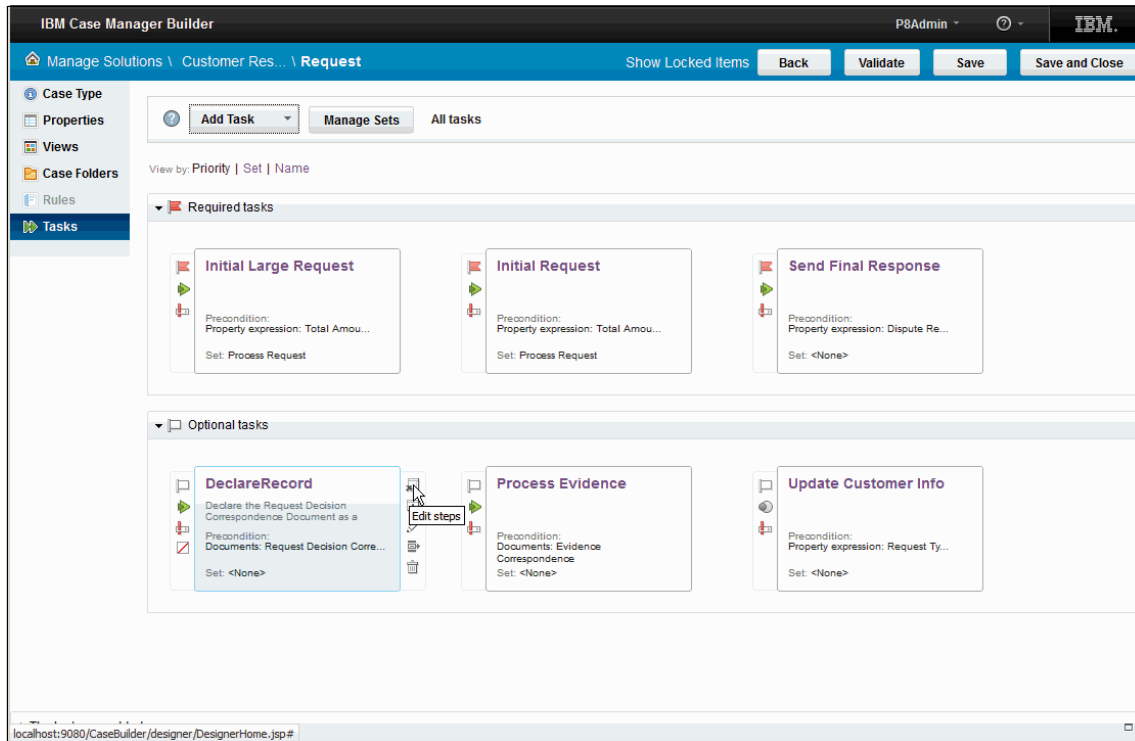 IBM Case Manager Builder P8Admin IBM.
Manage Solutions \ Customer Res... \ Request Show Locked Items Back Validate Save Save and Close
Case Type
Properties
Views
Case Folders
Rules
Tasks
Add Task Manage Sets All tasks
View by: Priority | Set | Name
Required tasks
Initial Large Request
Precondition:
Property expression: Total Amou...
Set: Process Request
Initial Request
Precondition:
Property expression: Total Amou...
Set: Process Request
Send Final Response
Precondition:
Property expression: Dispute Re...
Set: <None>
Optional tasks
DeclareRecord
Declare the Request Decision
Correspondence Document as a
Precondition:
Documents: Request Decision Corre...
Set: <None>
Edit steps
Process Evidence
Precondition:
Documents: Evidence
Correspondence
Set: <None>
Update Customer Info
Precondition:
Property expression: Request Ty...
Set: <None>
localhost:9080/CaseBuilder/designer/DesignerHome.jsp#